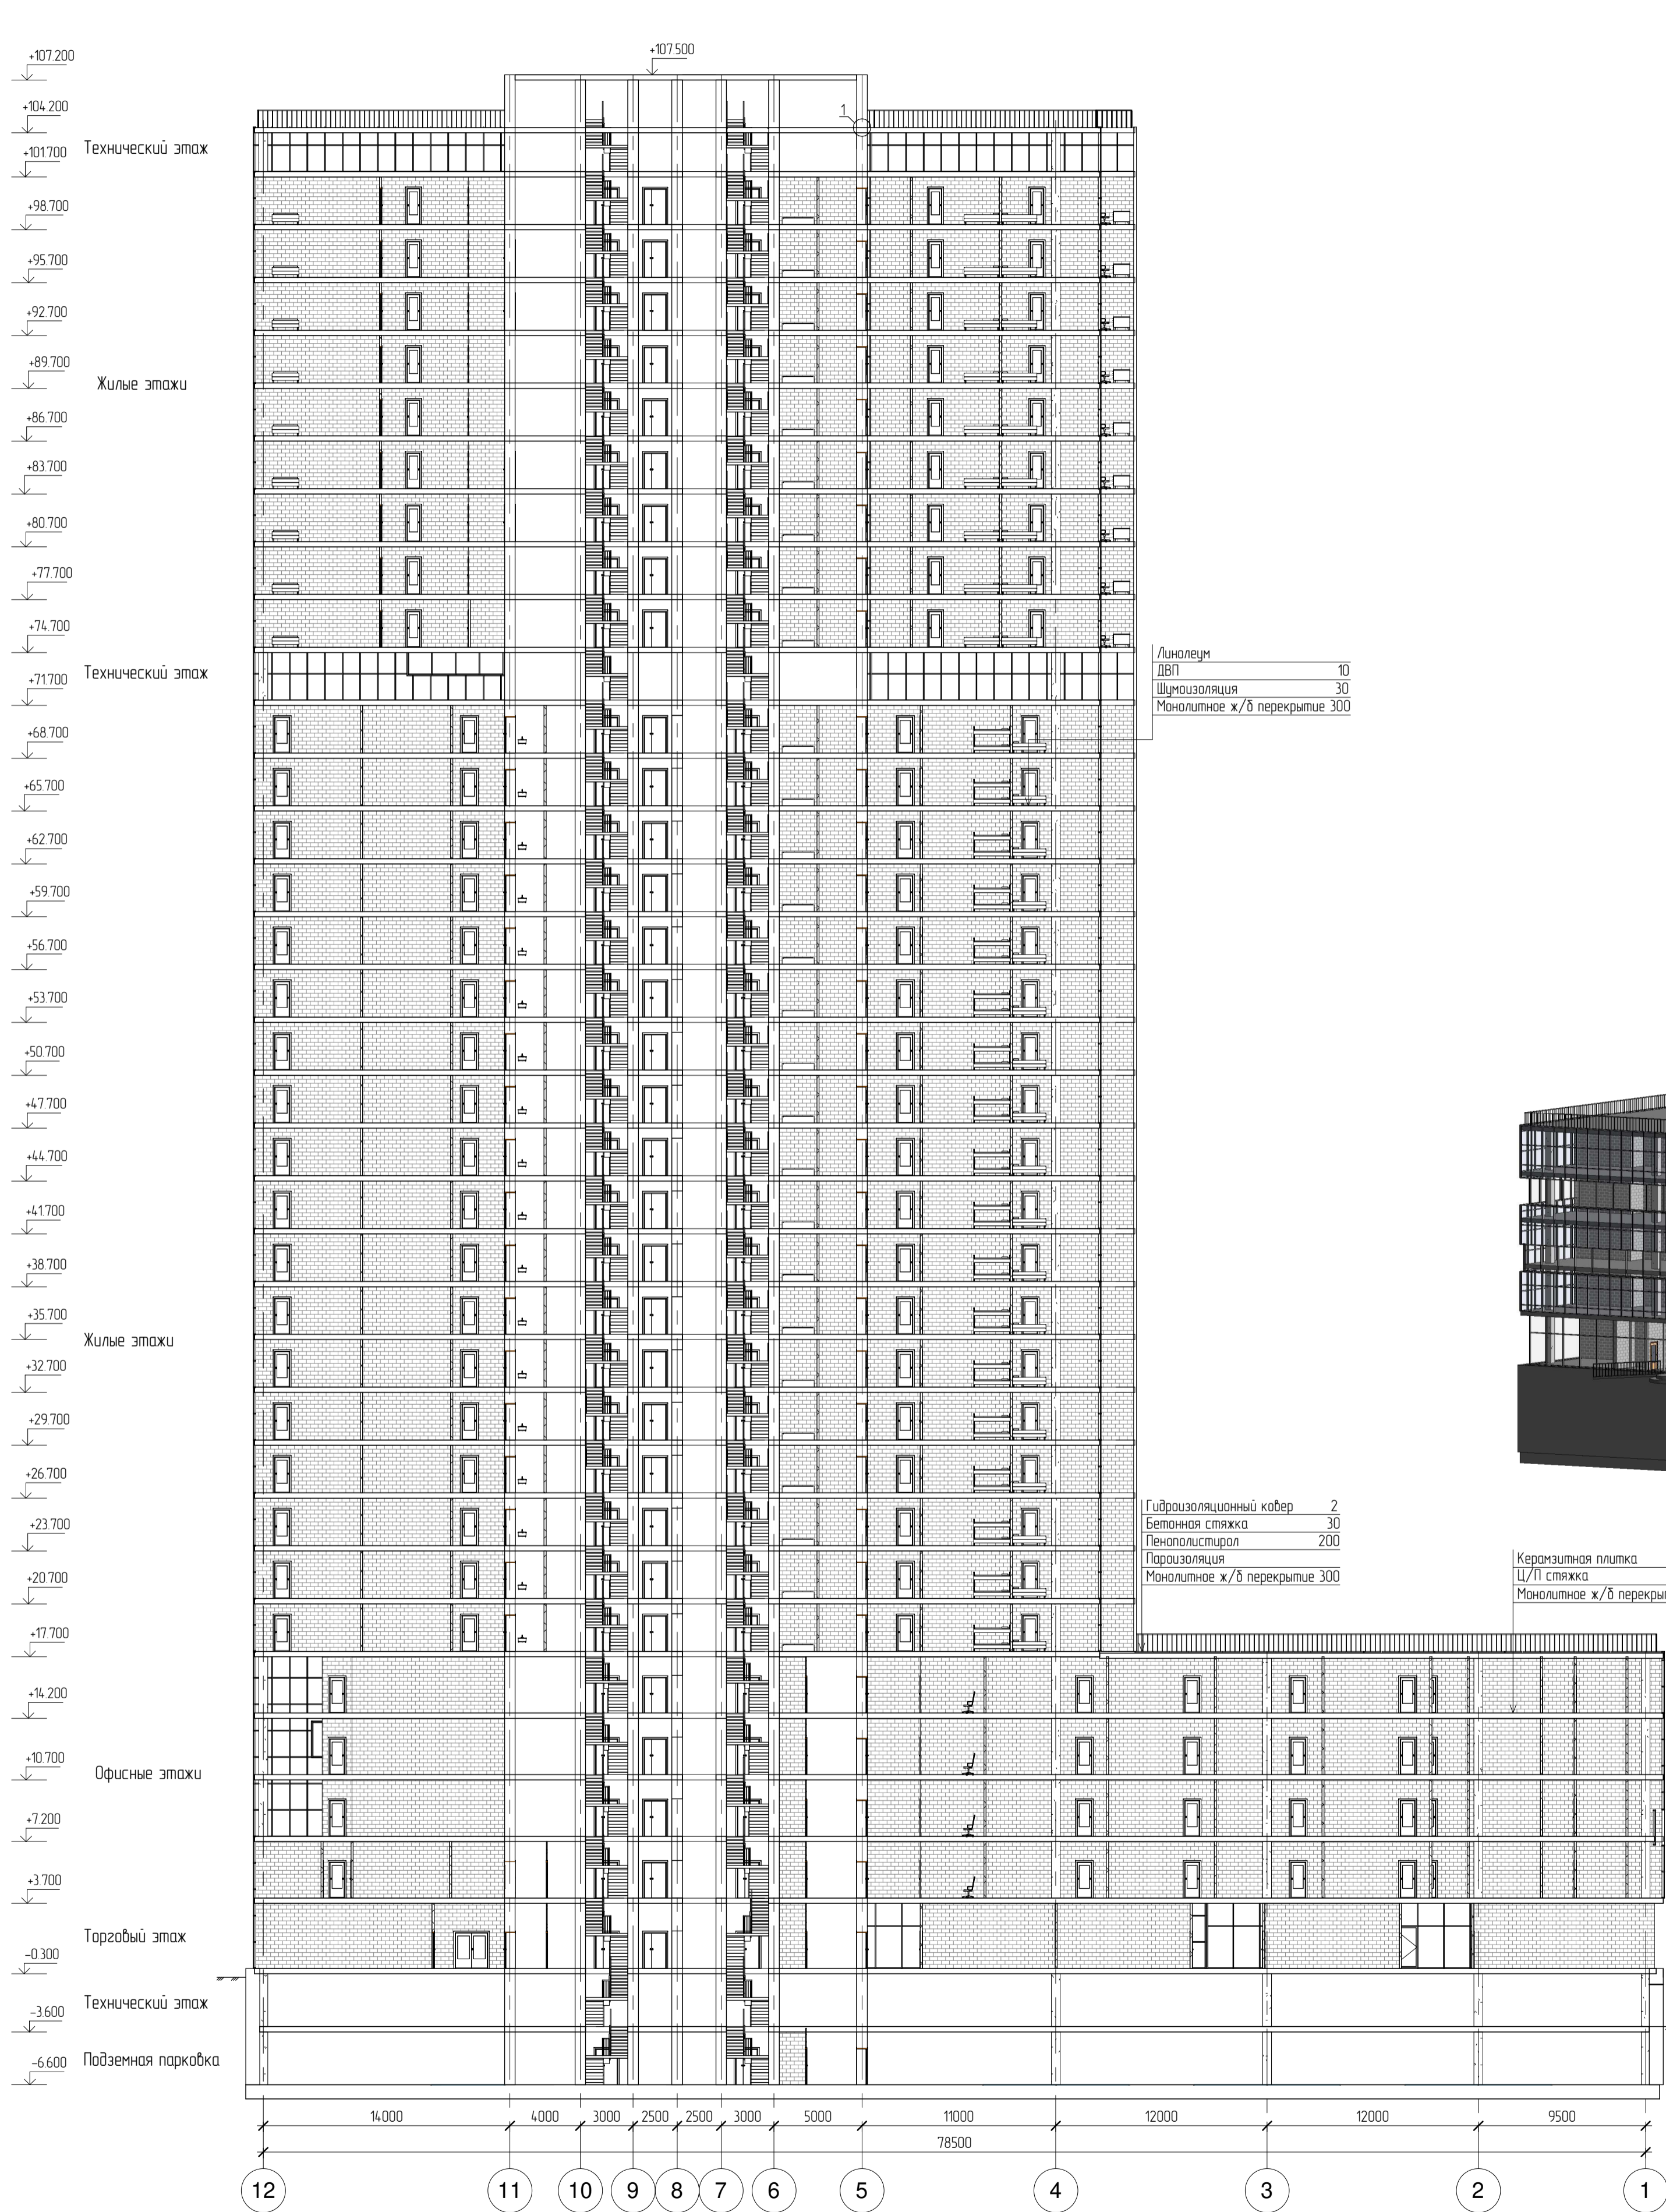 +107.200
+107.500
+104.200
1
Технический этаж
+101.700
+98.700
+95.700
+92.700
+89.700
Жилые этажи
+86.700
+83.700
+80.700
+77.700
+74.700
Технический этаж
+71.700
Линолеум
ДВП 10
Шумоизоляция 30
Монолитное ж/б перекрытие 300
+68.700
+65.700
+62.700
+59.700
+56.700
+53.700
+50.700
+47.700
+44.700
+41.700
+38.700
+35.700
Жилые этажи
+32.700
+29.700
+26.700
+23.700
Гидроизоляционный ковер 2
Бетонная стяжка 30
Пенополистирол 200
Пароизоляция
Монолитное ж/б перекрытие 300
Керамзитная плитка
Ц/П стяжка
Монолитное ж/б
+20.700
+17.700
+14.200
+10.700
Офисные этажи
+7.200
+3.700
Торговый этаж
-0.300
Технический этаж
-3.600
Подземная парковка
-6.600
14000 4000 3000 2500 2500 3000 5000 11000 12000 12000 9500
78500
12 11 10 9 8 7 6 5 4 3 2 1